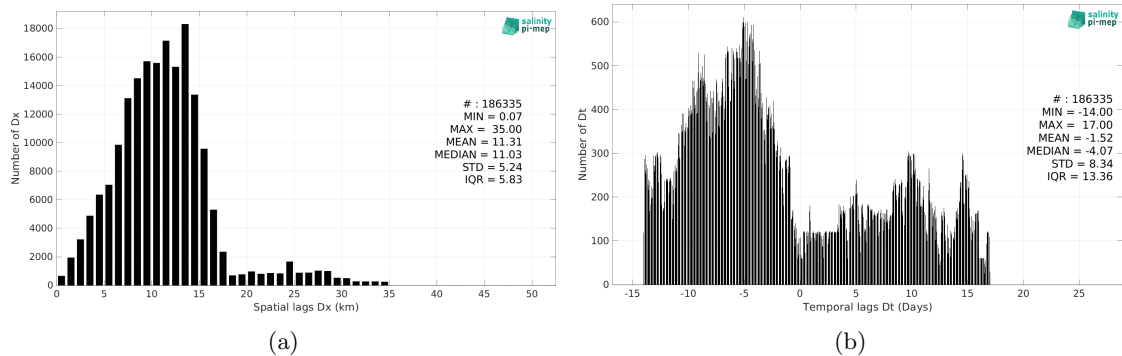 18000
16000
14000
12000
10000
8000
6000
4000
2000
0
Number of Dx
salinity
pi-mep
# : 186335
MIN = 0.07
MAX = 35.00
MEAN = 11.31
MEDIAN = 11.03
STD = 5.24
IQR = 5.83
0 5 10 15 20 25 30 35 40 45 50
Spatial lags Dx (km)
(a)
600
500
400
300
200
100
0
Number of Dt
salinity
pi-mep
# : 186335
MIN = -14.00
MAX = 17.00
MEAN = -1.52
MEDIAN = -4.07
STD = 8.34
IQR = 13.36
-15 -10 -5 0 5 10 15 20 25
Temporal lags Dt (Days)
(b)